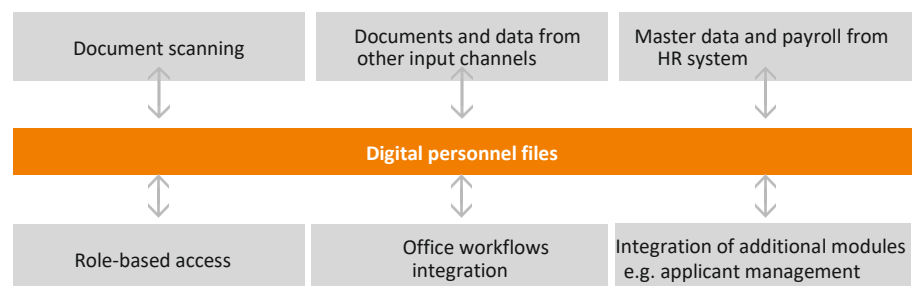 Document scanning
Documents and data from
other input channels
Master data and payroll from
HR system
Digital personnel files
Role-based access
Office workflows
integration
Integration of additional modules
e.g. applicant management